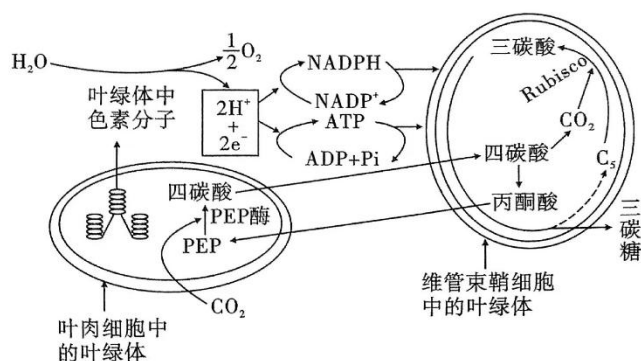 H₂O
½O₂
2H⁺
+
2e⁻
NADPH
NADP⁺
ATP
ADP+Pi
叶绿体中
色素分子
四碳酸
PEP酶
PEP
CO₂
叶肉细胞中
的叶绿体
三碳酸
Rubisco
CO₂
四碳酸
C₅
丙酮酸
三碳糖
维管束鞘细胞
中的叶绿体